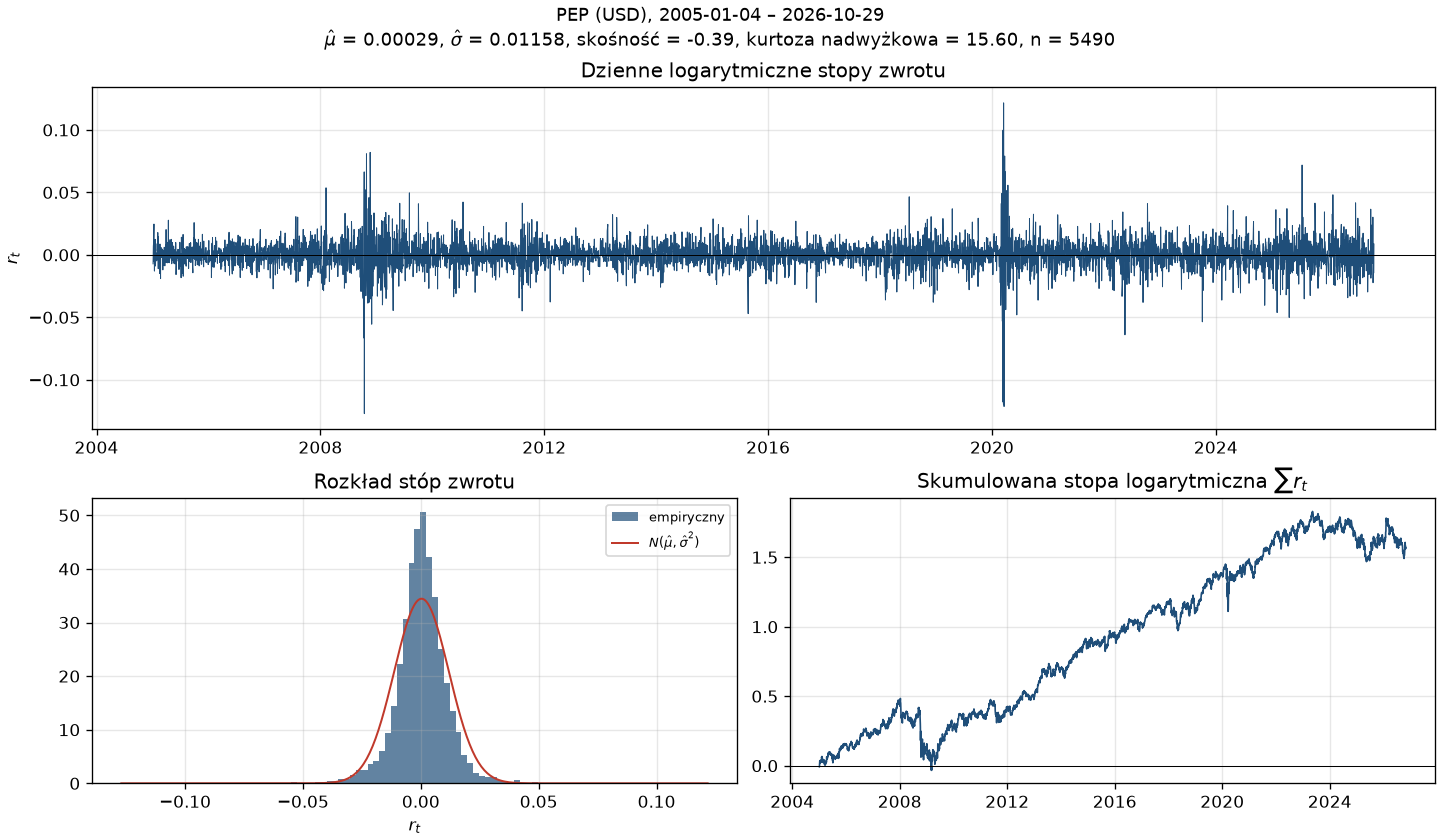 PEP (USD), 2005-01-04 – 2026-10-29
μ̂ = 0.00029, σ̂ = 0.01158, skośność = -0.39, kurtoza nadwyżkowa = 15.60, n = 5490
Dzienne logarytmiczne stopy zwrotu
r_t
0.10
0.05
0.00
−0.05
−0.10
2004 2008 2012 2016 2020 2024
Rozkład stóp zwrotu
50
40
30
20
10
0
empiryczny
N(μ̂, σ̂²)
−0.10 −0.05 0.00 0.05 0.10
r_t
Skumulowana stopa logarytmiczna ∑r_t
1.5
1.0
0.5
0.0
2004 2008 2012 2016 2020 2024